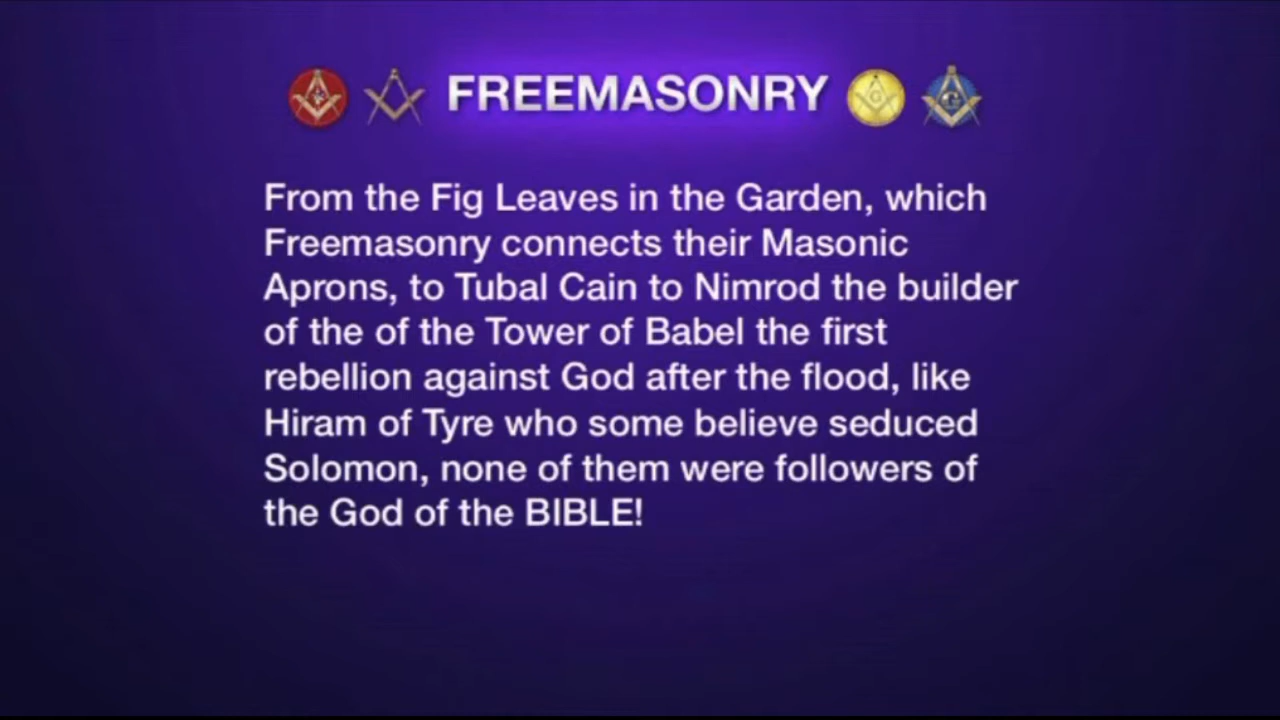 FREEMASONRY
From the Fig Leaves in the Garden, which
Freemasonry connects their Masonic
Aprons, to Tubal Cain to Nimrod the builder
of the of the Tower of Babel the first
rebellion against God after the flood, like
Hiram of Tyre who some believe seduced
Solomon, none of them were followers of
the God of the BIBLE!